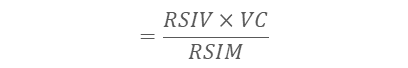 = RSIV × VC
RSIM